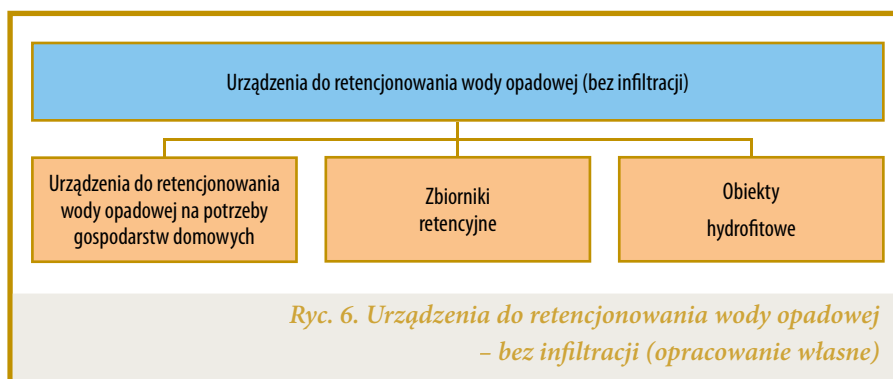 Urządzenia do retencjonowania wody opadowej (bez infiltracji)
Urządzenia do retencjonowania
wody opadowej na potrzeby
gospodarstw domowych
Zbiorniki
retencyjne
Obiekty
hydrofitowe
Ryc. 6. Urządzenia do retencjonowania wody opadowej
– bez infiltracji (opracowanie własne)